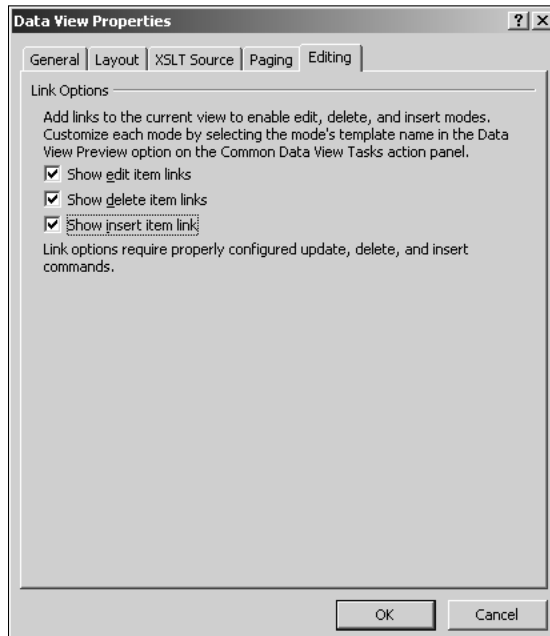 Data View Properties
General Layout XSLT Source Paging Editing
Link Options
Add links to the current view to enable edit, delete, and insert modes.
Customize each mode by selecting the mode's template name in the Data
View Preview option on the Common Data View Tasks action panel.
Show edit item links
Show delete item links
Show insert item link
Link options require properly configured update, delete, and insert
commands.
OK Cancel